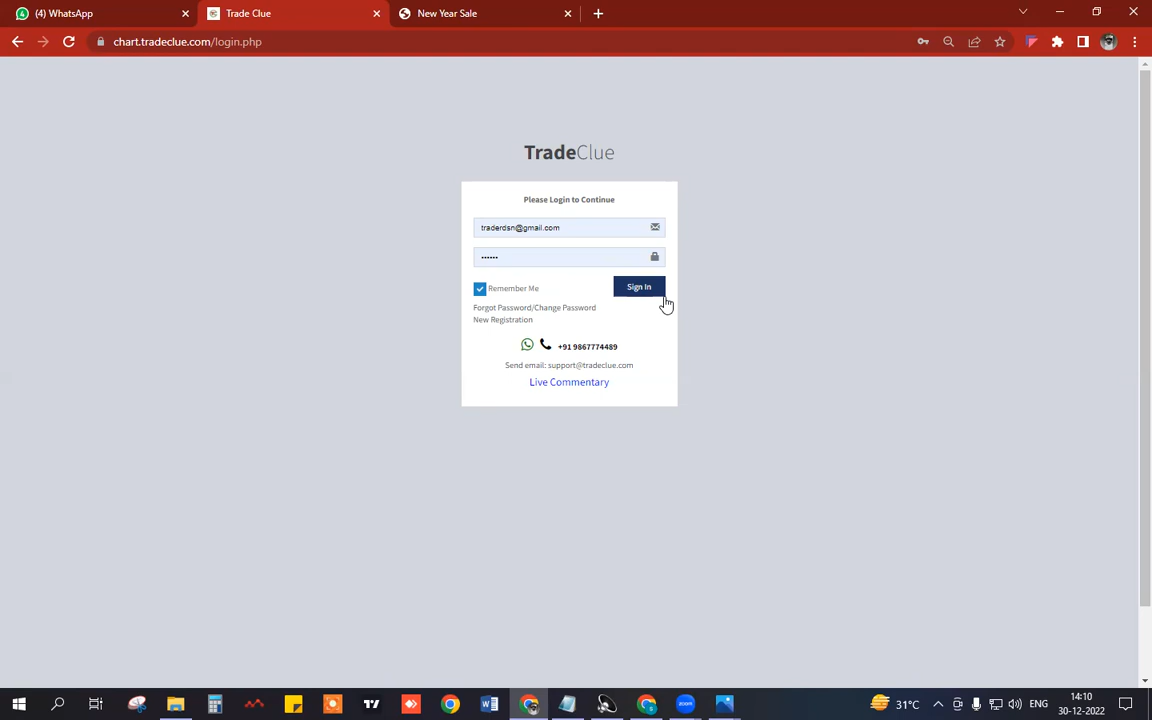 (4) WhatsApp
Trade Clue
New Year Sale
chart.tradeclue.com/login.php
TradeClue
Please Login to Continue
traderdsn@gmail.com
••••••
Remember Me
Sign In
Forgot Password/Change Password
New Registration
+91 9867774489
Send email: support@tradeclue.com
Live Commentary
31°C
ENG
14:10
30-12-2022